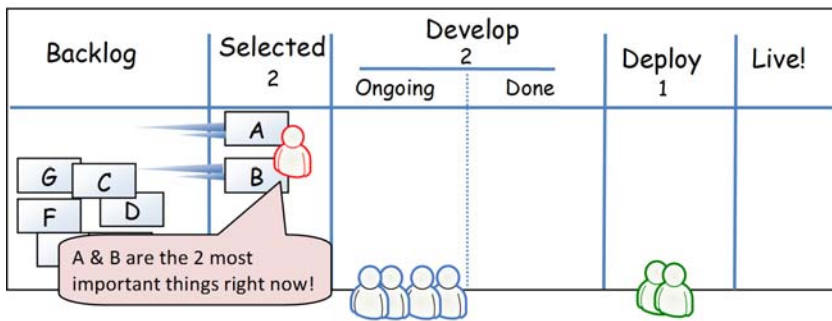 Backlog
Selected
2
Develop
2
Ongoing
Done
Deploy
1
Live!
A
B
G
C
F
D
A & B are the 2 most
important things right now!